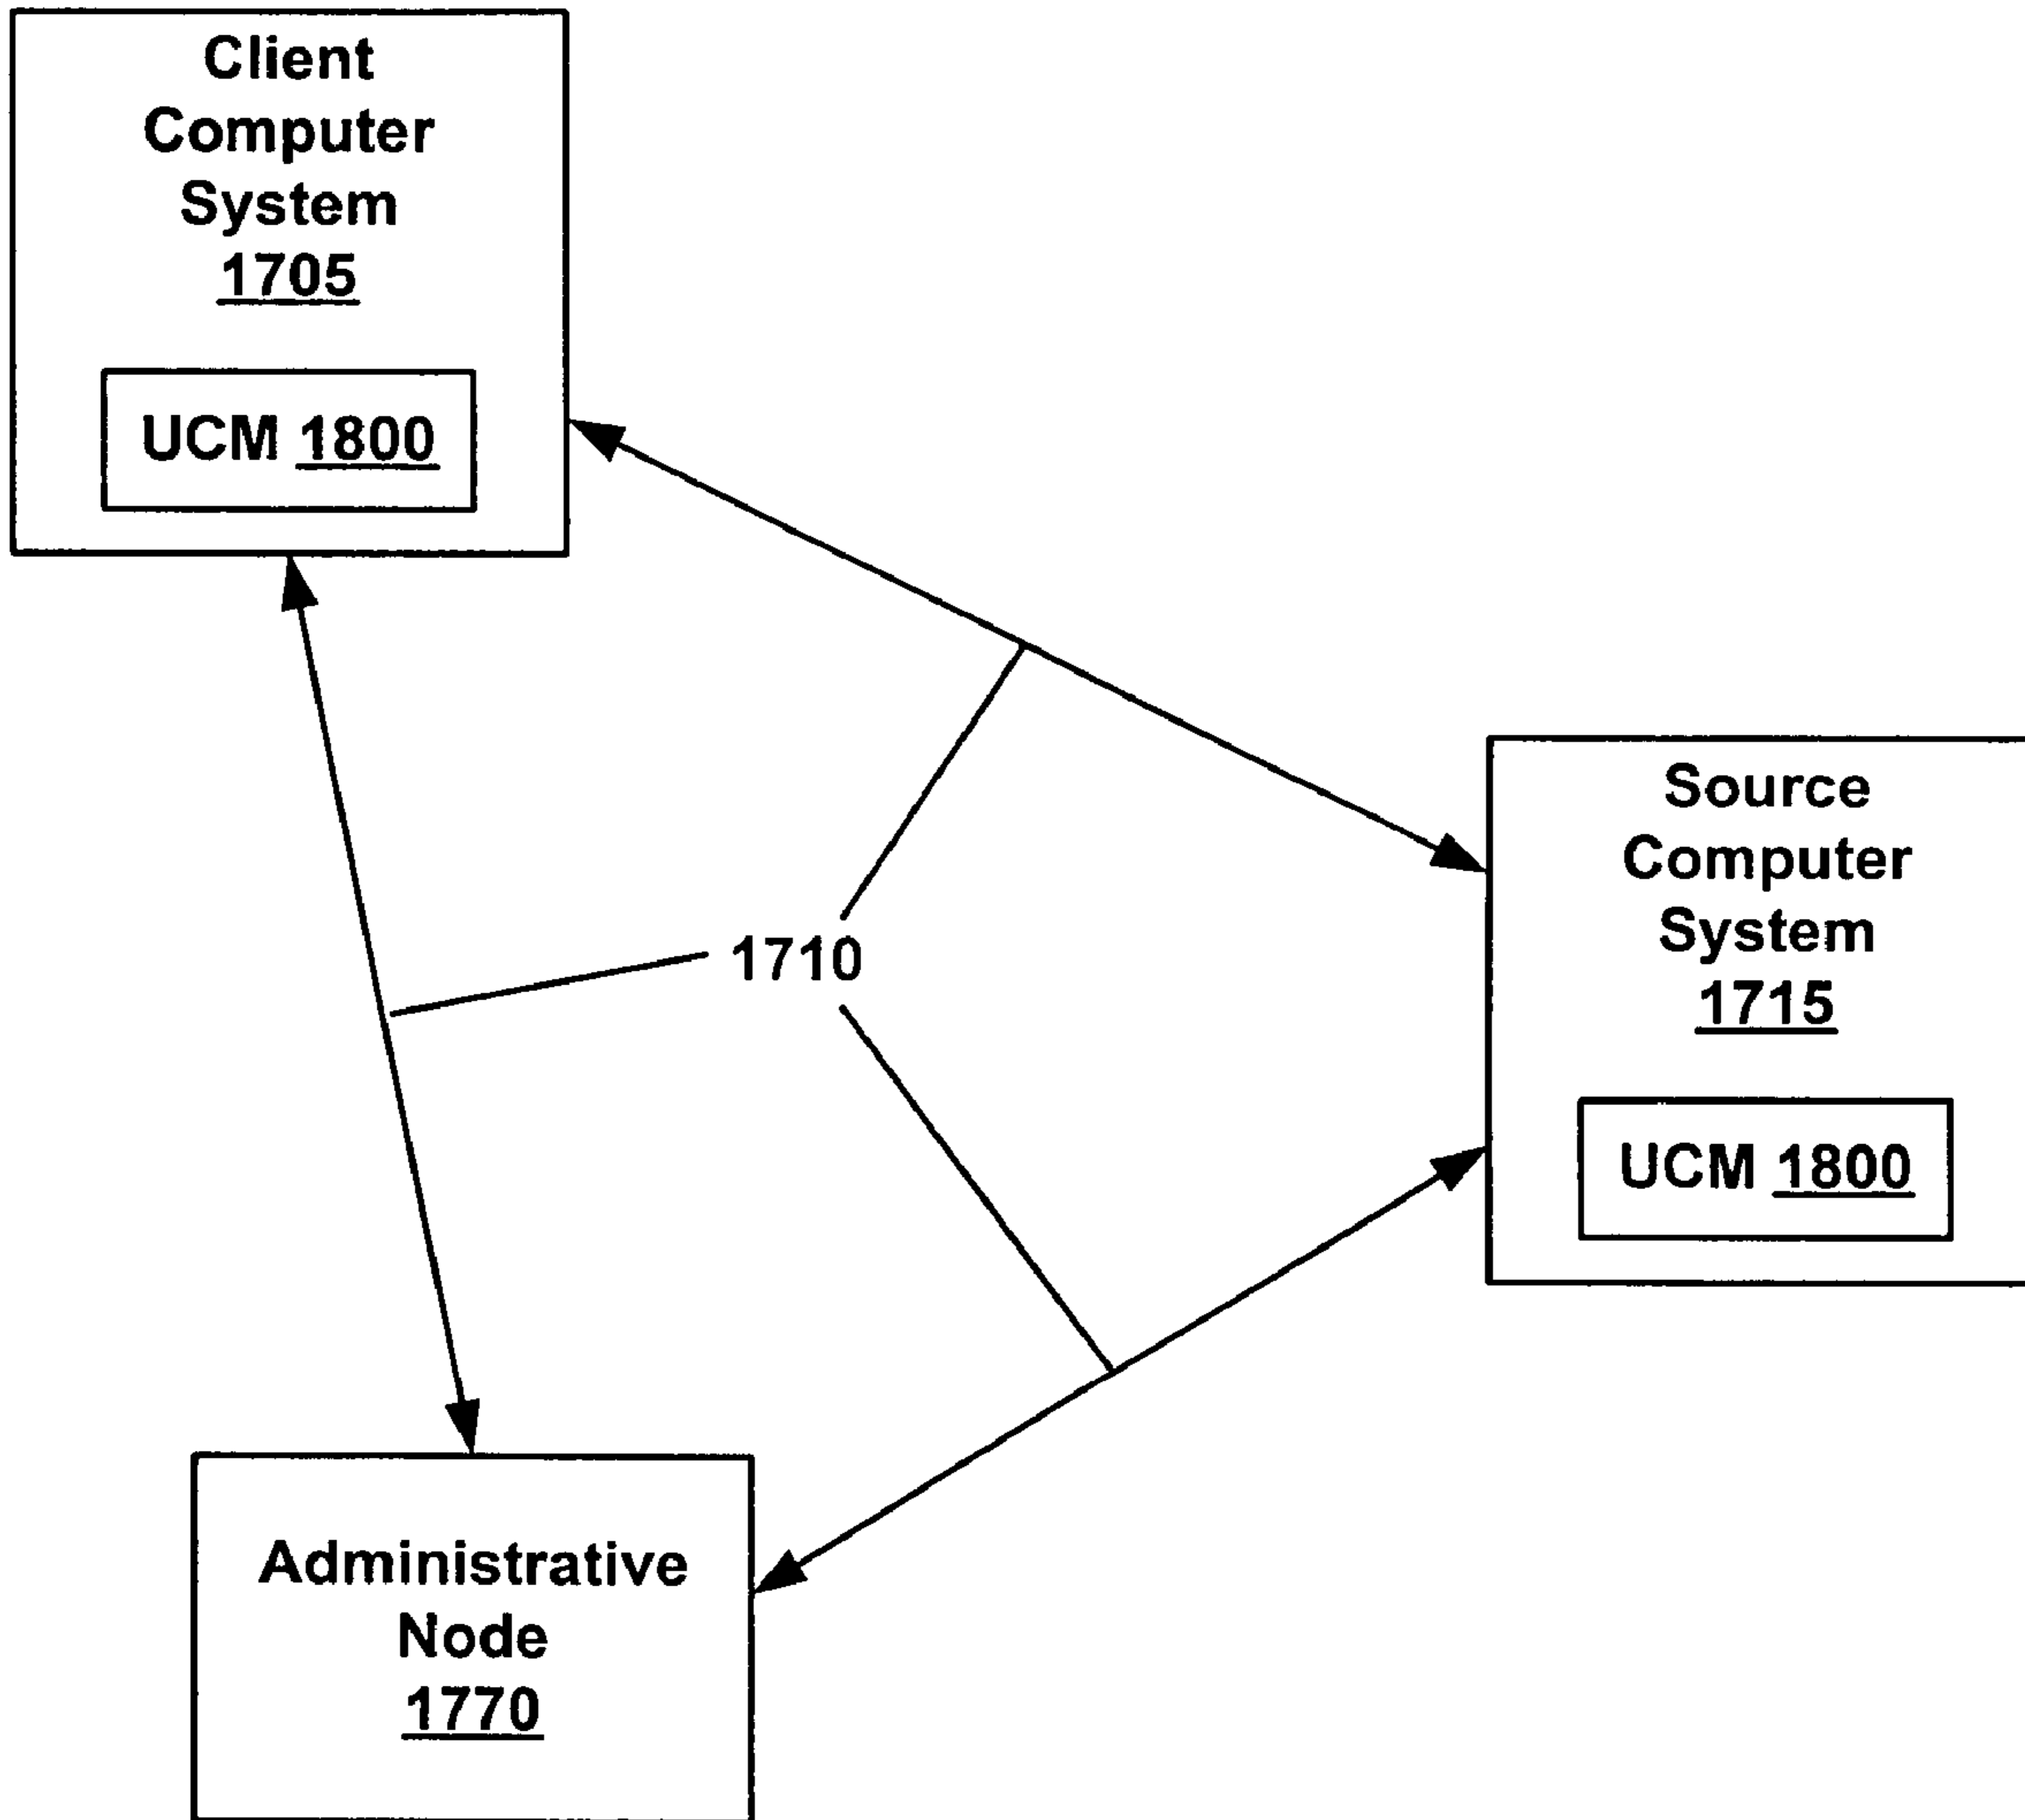 Client
Computer
System
1705
UCM 1800
1710
Source
Computer
System
1715
UCM 1800
Administrative
Node
1770